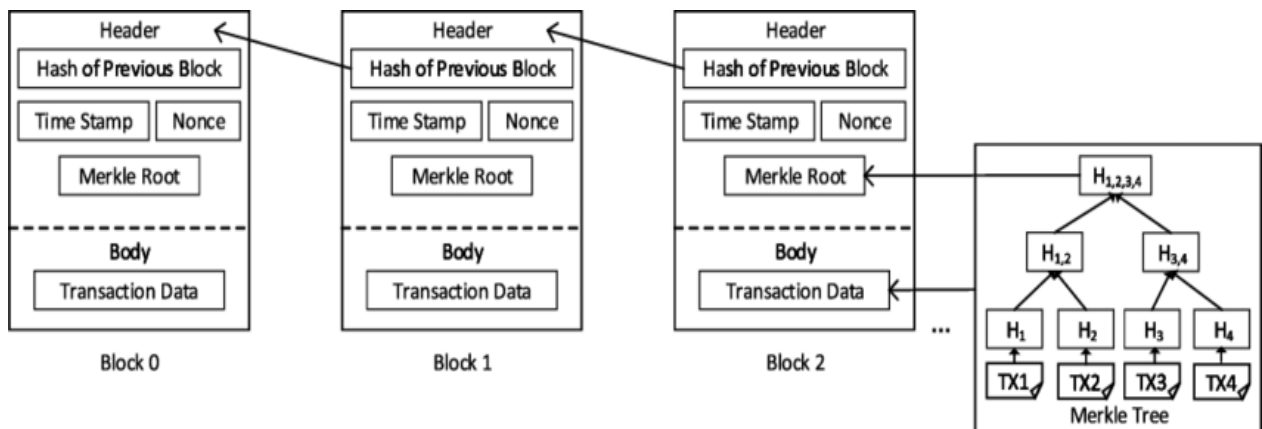 Header
Hash of Previous Block
Time Stamp
Nonce
Merkle Root
Body
Transaction Data
Block 0
Header
Hash of Previous Block
Time Stamp
Nonce
Merkle Root
Body
Transaction Data
Block 1
Header
Hash of Previous Block
Time Stamp
Nonce
Merkle Root
Body
Transaction Data
Block 2
...
H1,2,3,4
H1,2
H3,4
H1
H2
H3
H4
TX1
TX2
TX3
TX4
Merkle Tree